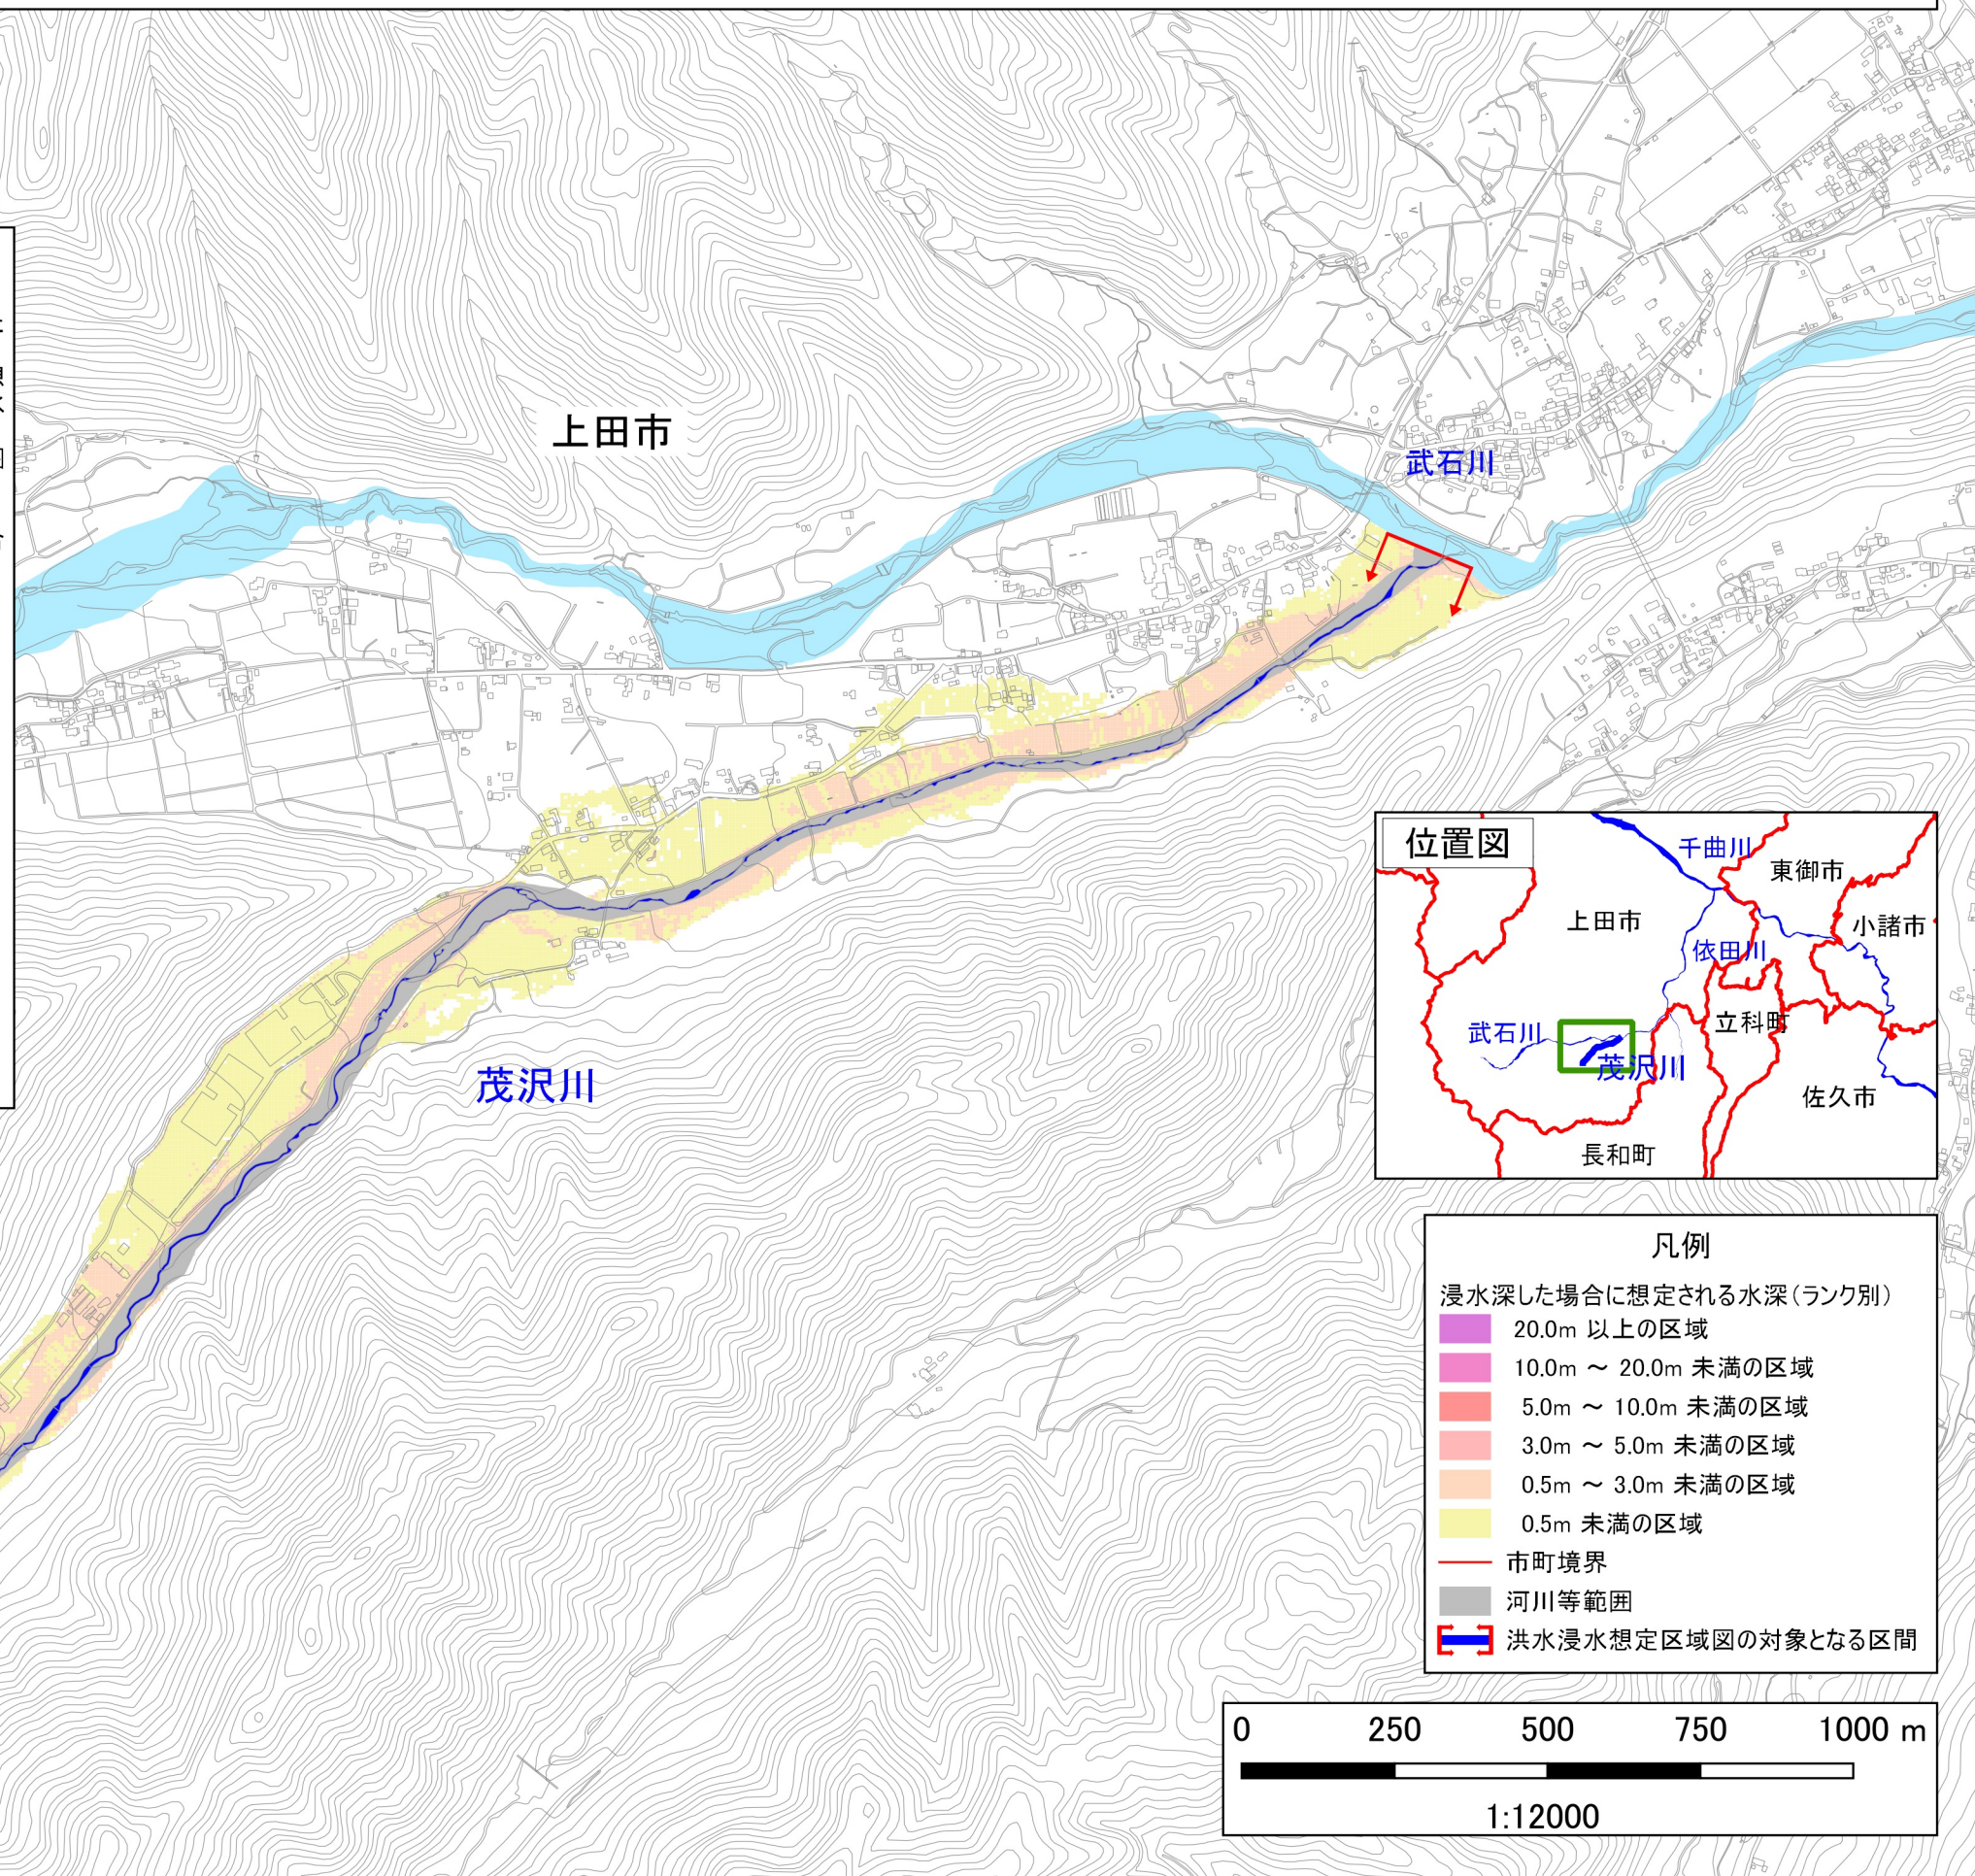 上田市
武石川
茂沢川
位置図
千曲川
東御市
上田市
小諸市
依田川
立科町
武石川
茂沢川
佐久市
長和町
凡例
浸水深した場合に想定される水深(ランク別)
20.0m 以上の区域
10.0m ～ 20.0m 未満の区域
5.0m ～ 10.0m 未満の区域
3.0m ～ 5.0m 未満の区域
0.5m ～ 3.0m 未満の区域
0.5m 未満の区域
市町境界
河川等範囲
洪水浸水想定区域図の対象となる区間
0 250 500 750 1000 m
1:12000